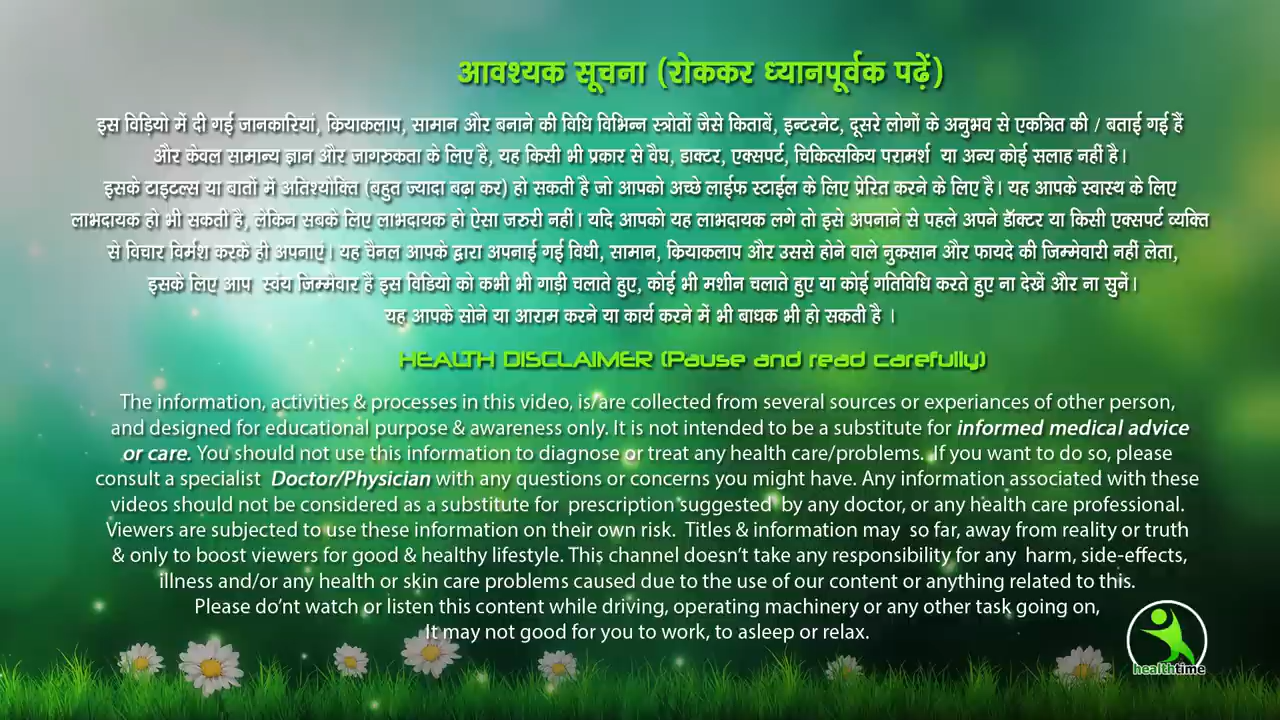 आवश्यक सूचना (रोककर ध्यानपूर्वक पढ़ें)
इस विड़ियो में दी गई जानकारियां, क्रियाकलाप, सामान और बनाने की विधि विभिन्न स्त्रोतों जैसे किताबें, इन्टरनेट, दूसरे लोगों के अनुभव से एकत्रित की / बताई गई हैं
और केवल सामान्य ज्ञान और जागरुकता के लिए है, यह किसी भी प्रकार से वैघ, डाक्टर, एक्सपर्ट, चिकित्सकिय परामर्श या अन्य कोई सलाह नहीं है।
इसके टाइटल्स या बातों में अतिश्योक्ति (बहुत ज्यादा बढ़ा कर) हो सकती है जो आपको अच्छे लाईफ स्टाईल के लिए प्रेरित करने के लिए है। यह आपके स्वास्थ के लिए
लाभदायक हो भी सकती है, लेकिन सबके लिए लाभदायक हो ऐसा जरुरी नहीं। यदि आपको यह लाभदायक लगे तो इसे अपनाने से पहले अपने डॉक्टर या किसी एक्सपर्ट व्यक्ति
से विचार विर्मश करके ही अपनाएं। यह चैनल आपके द्वारा अपनाई गई विधी, सामान, क्रियाकलाप और उससे होने वाले नुकसान और फायदे की जिम्मेवारी नहीं लेता,
इसके लिए आप स्वंय जिम्मेवार हैं इस विडियो को कभी भी गाड़ी चलाते हुए, कोई भी मशीन चलाते हुए या कोई गतिविधि करते हुए ना देखें और ना सुनें।
यह आपके सोने या आराम करने या कार्य करने में भी बाधक भी हो सकती है ।
HEALTH DISCLAIMER (Pause and read carefully)
The information, activities & processes in this video, is/are collected from several sources or experiances of other person,
and designed for educational purpose & awareness only. It is not intended to be a substitute for informed medical advice
or care. You should not use this information to diagnose or treat any health care/problems. If you want to do so, please
consult a specialist Doctor/Physician with any questions or concerns you might have. Any information associated with these
videos should not be considered as a substitute for prescription suggested by any doctor, or any health care professional.
Viewers are subjected to use these information on their own risk. Titles & information may so far, away from reality or truth
& only to boost viewers for good & healthy lifestyle. This channel doesn't take any responsibility for any harm, side-effects,
illness and/or any health or skin care problems caused due to the use of our content or anything related to this.
Please do'nt watch or listen this content while driving, operating machinery or any other task going on,
It may not good for you to work, to asleep or relax.
healthtime